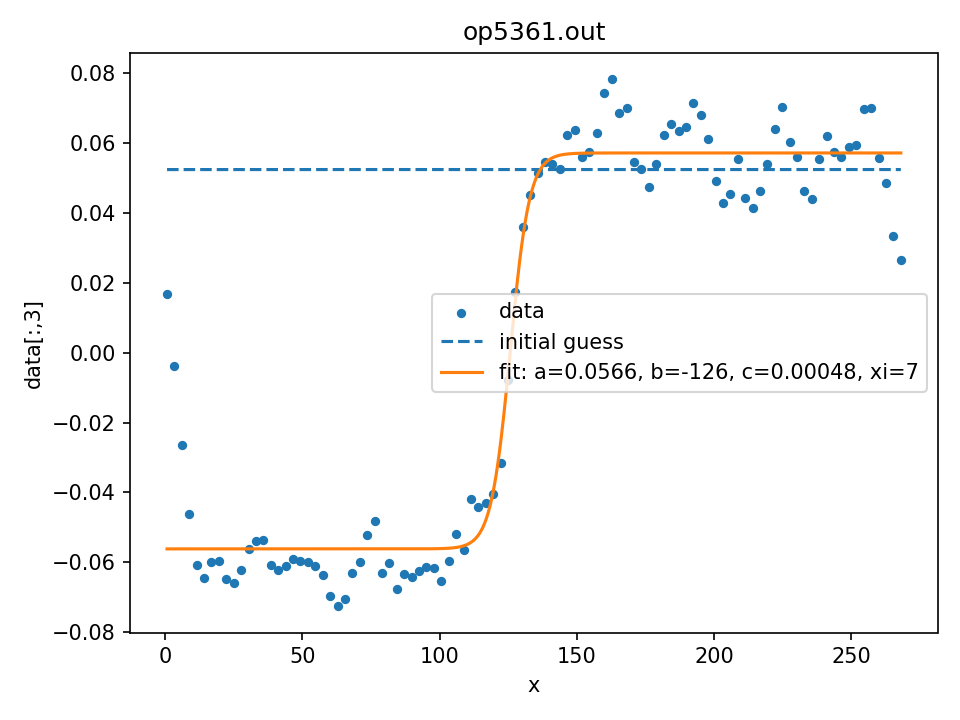 op5361.out
0.08
0.06
0.04
0.02
0.00
−0.02
−0.04
−0.06
−0.08
data[:,3]
data
initial guess
fit: a=0.0566, b=-126, c=0.00048, xi=7
0 50 100 150 200 250
x